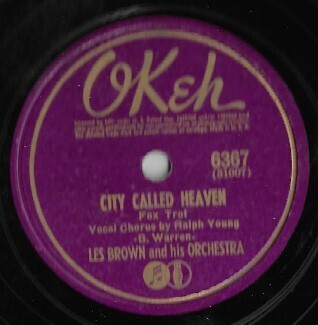 OKeh
6367
(31007)
CITY CALLED HEAVEN
Fox Trot
Vocal Chorus by Ralph Young
-B. Warren-
LES BROWN and his ORCHESTRA